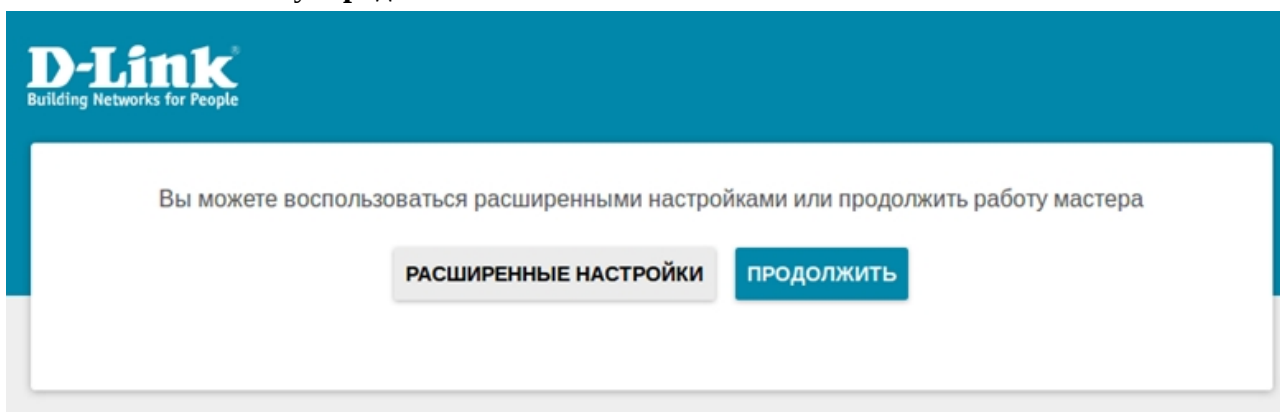 D-Link
Building Networks for People
Вы можете воспользоваться расширенными настройками или продолжить работу мастера
РАСШИРЕННЫЕ НАСТРОЙКИ ПРОДОЛЖИТЬ